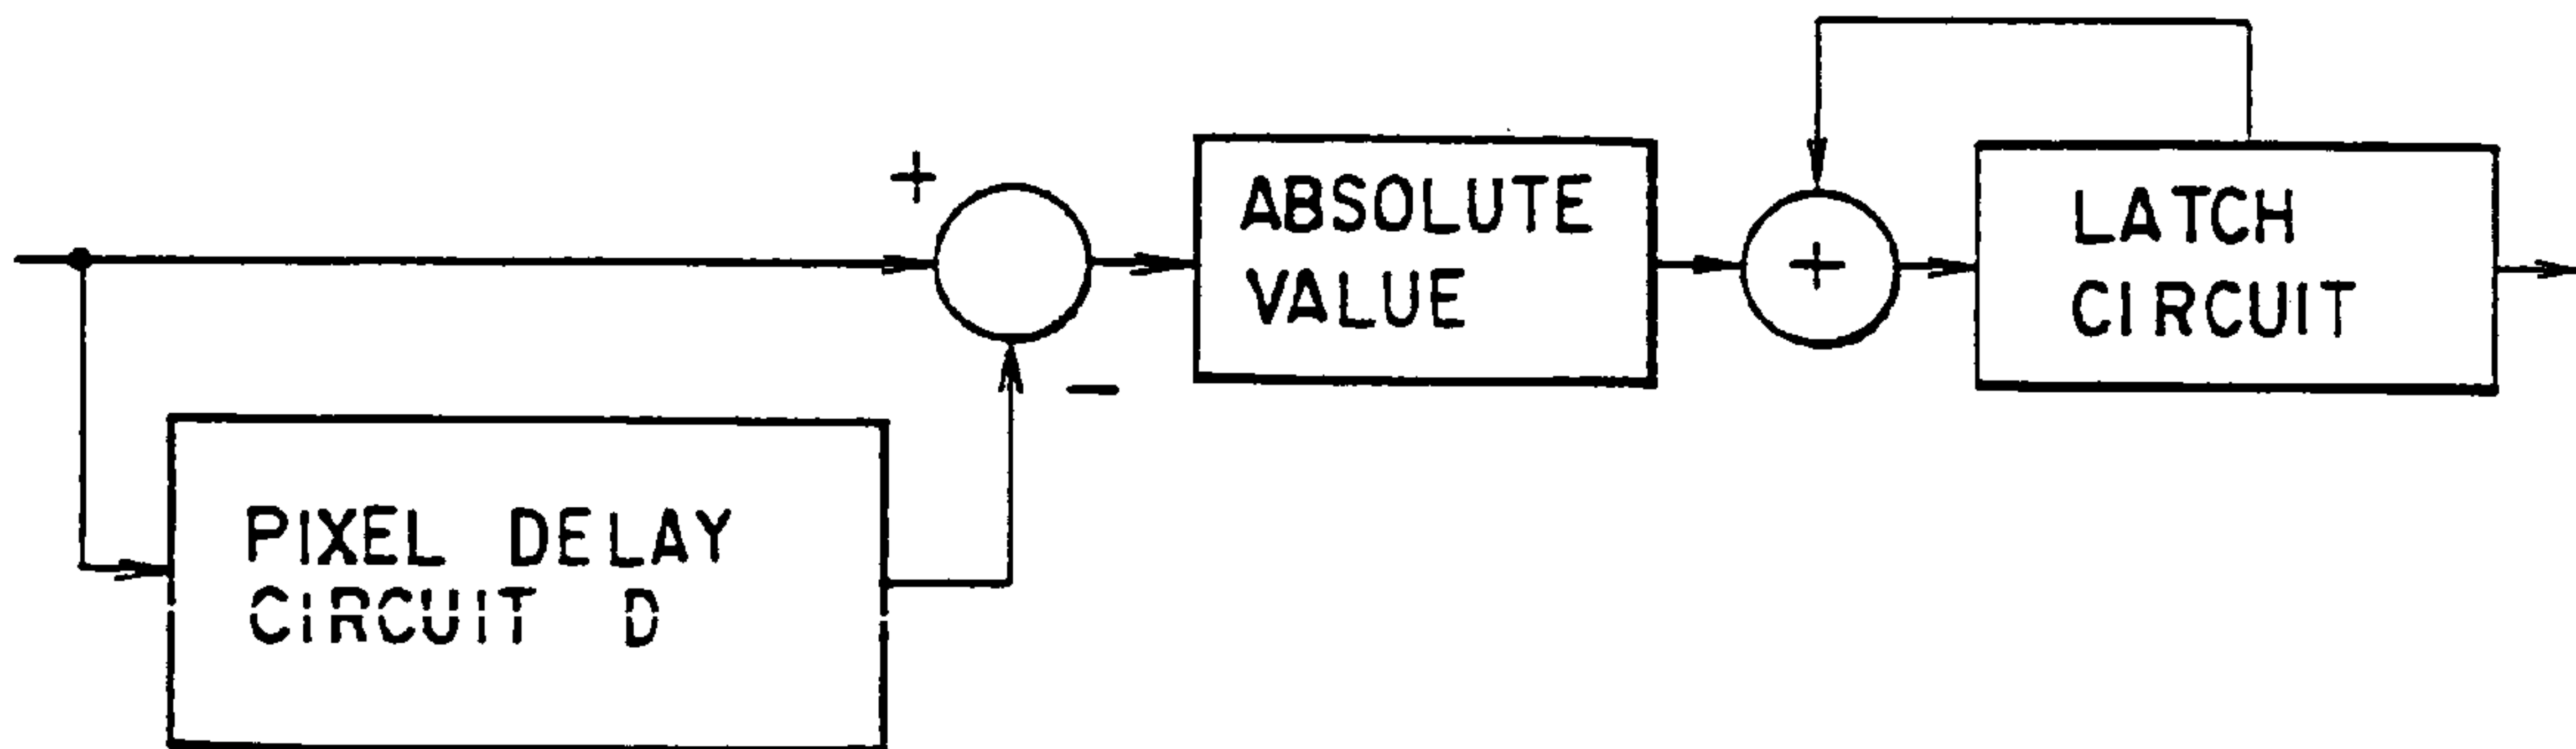 +
ABSOLUTE
VALUE
+
LATCH
CIRCUIT
−
PIXEL DELAY
CIRCUIT D